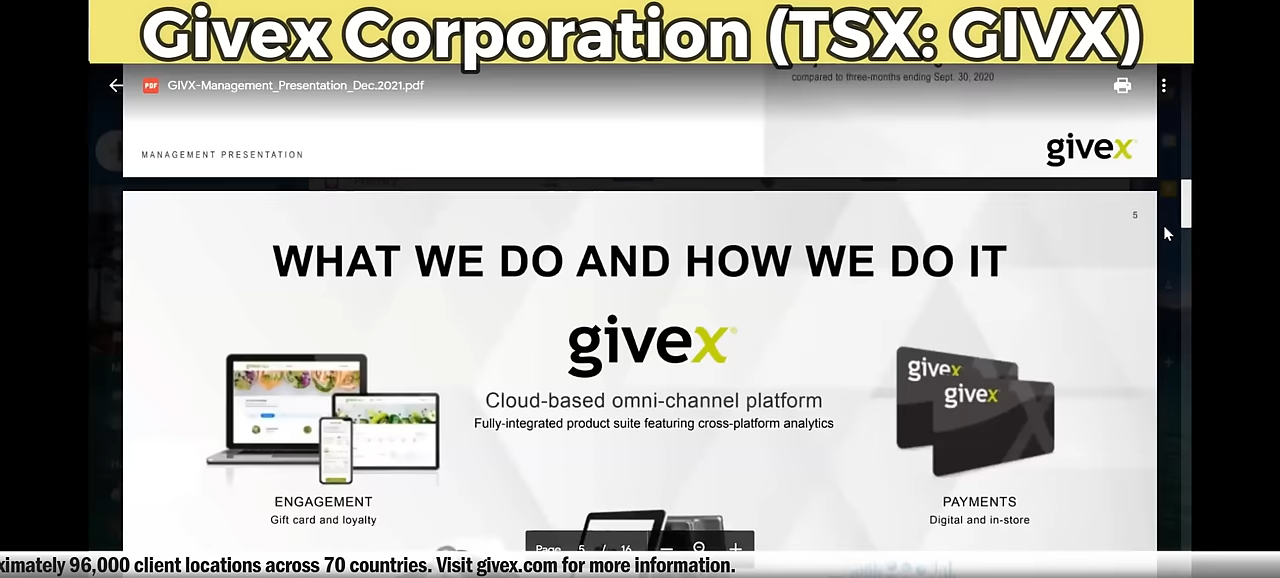 Givex Corporation (TSX: GIVX)
compared to three-months ending Sept. 30, 2020
PDF GIVX-Management_Presentation_Dec.2021.pdf
MANAGEMENT PRESENTATION
givex
5
WHAT WE DO AND HOW WE DO IT
givex
Cloud-based omni-channel platform
Fully-integrated product suite featuring cross-platform analytics
givex
givex
ENGAGEMENT
Gift card and loyalty
PAYMENTS
Digital and in-store
Page 5 / 16
96,000 client locations across 70 countries. Visit givex.com for more information.